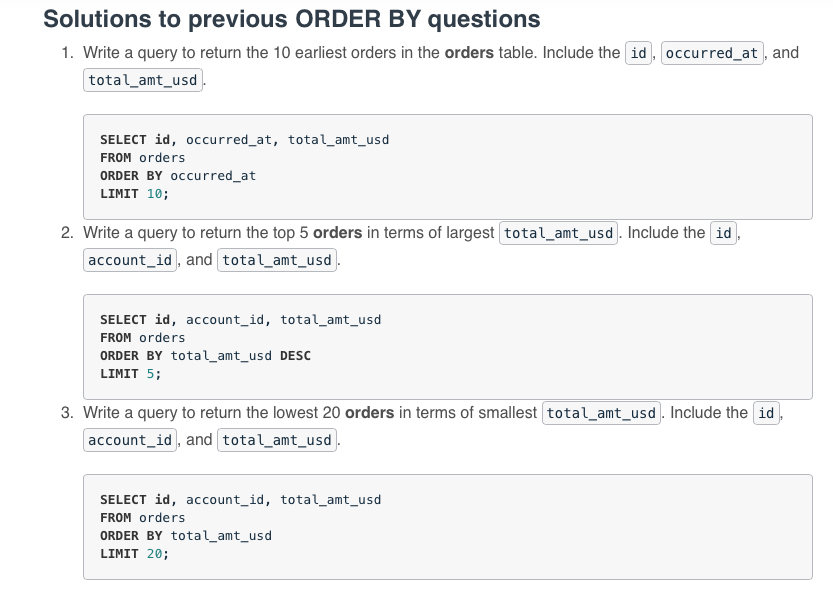 Solutions to previous ORDER BY questions
1. Write a query to return the 10 earliest orders in the orders table. Include the id, occurred_at, and
total_amt_usd.
SELECT id, occurred_at, total_amt_usd
FROM orders
ORDER BY occurred_at
LIMIT 10;
2. Write a query to return the top 5 orders in terms of largest total_amt_usd. Include the id,
account_id, and total_amt_usd.
SELECT id, account_id, total_amt_usd
FROM orders
ORDER BY total_amt_usd DESC
LIMIT 5;
3. Write a query to return the lowest 20 orders in terms of smallest total_amt_usd. Include the id,
account_id, and total_amt_usd.
SELECT id, account_id, total_amt_usd
FROM orders
ORDER BY total_amt_usd
LIMIT 20;